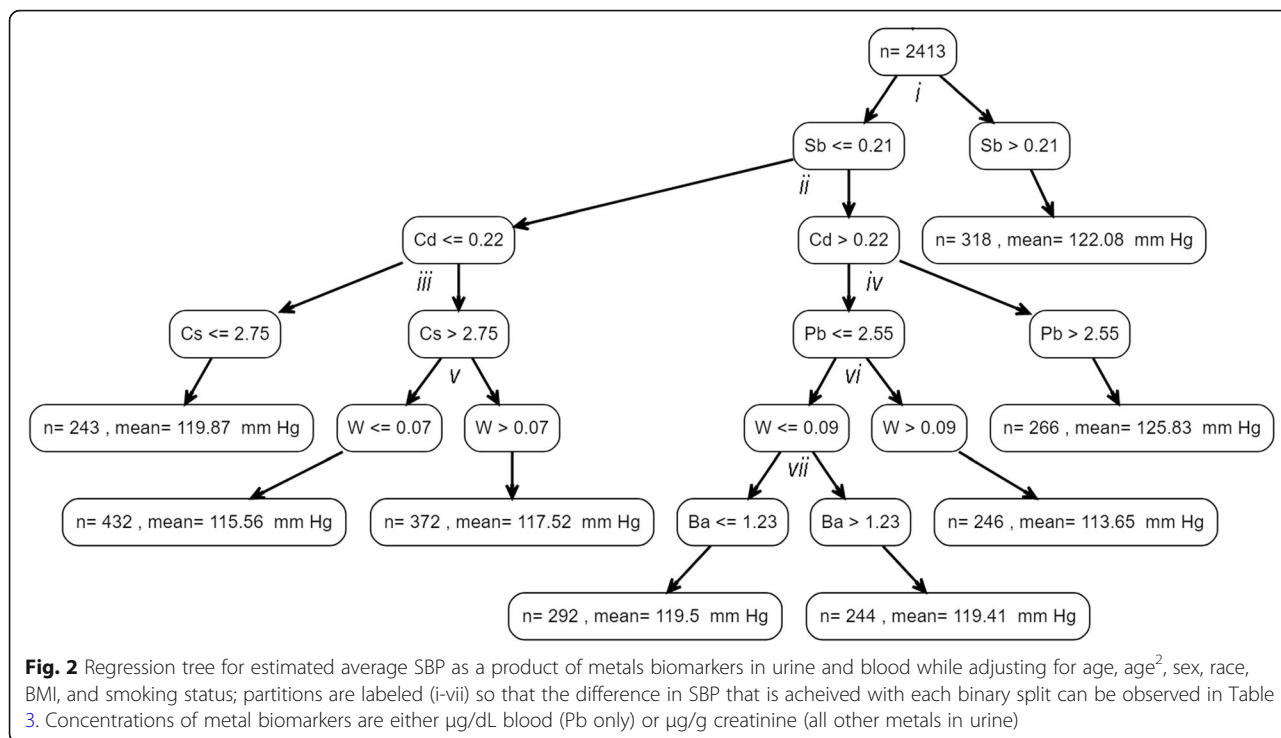 n= 2413
i
Sb <= 0.21
Sb > 0.21
ii
Cd <= 0.22
Cd > 0.22
n= 318 , mean= 122.08 mm Hg
iii
iv
Cs <= 2.75
Cs > 2.75
Pb <= 2.55
Pb > 2.55
v
vi
n= 243 , mean= 119.87 mm Hg
W <= 0.07
W > 0.07
W <= 0.09
W > 0.09
n= 266 , mean= 125.83 mm Hg
vii
n= 432 , mean= 115.56 mm Hg
n= 372 , mean= 117.52 mm Hg
Ba <= 1.23
Ba > 1.23
n= 246 , mean= 113.65 mm Hg
n= 292 , mean= 119.5 mm Hg
n= 244 , mean= 119.41 mm Hg
Fig. 2 Regression tree for estimated average SBP as a product of metals biomarkers in urine and blood while adjusting for age, age², sex, race,
BMI, and smoking status; partitions are labeled (i-vii) so that the difference in SBP that is acheived with each binary split can be observed in Table
3. Concentrations of metal biomarkers are either µg/dL blood (Pb only) or µg/g creatinine (all other metals in urine)